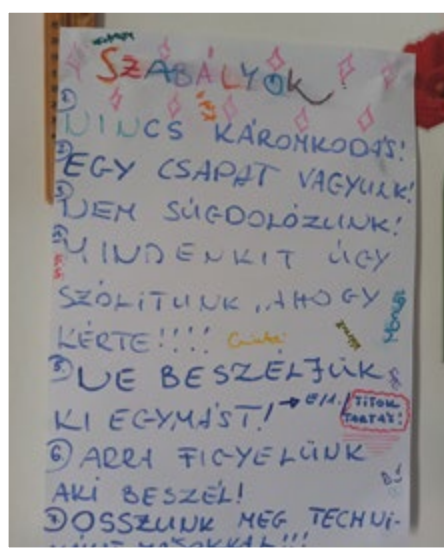 SZABÁLYOK
1. NINCS KÁROMKODÁS!
2. EGY CSAPAT VAGYUNK!
3. NEM SÚGDOLÓZUNK!
4. MINDENKIT ÚGY
SZÓLÍTUNK, AHOGY
KÉRTE!!!!
5. NE BESZÉLJÜK
KI EGYMÁST! → TITOK
TARTÁS!
6. ARRA FIGYELÜNK
AKI BESZÉL!
7. OSSZUNK MEG TECHNI-